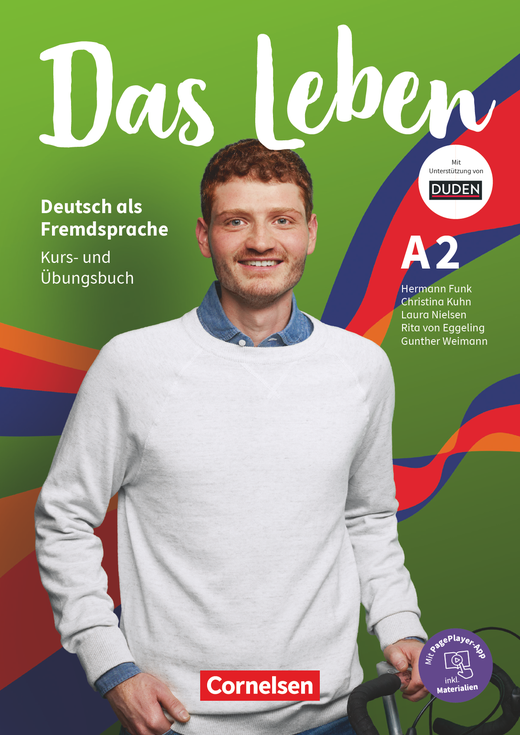 Das Leben
Mit
Unterstützung von
DUDEN
Deutsch als
Fremdsprache
Kurs- und
Übungsbuch
A2
Hermann Funk
Christina Kuhn
Laura Nielsen
Rita von Eggeling
Gunther Weimann
Mit PagePlayer-App
inkl.
Materialien
Cornelsen